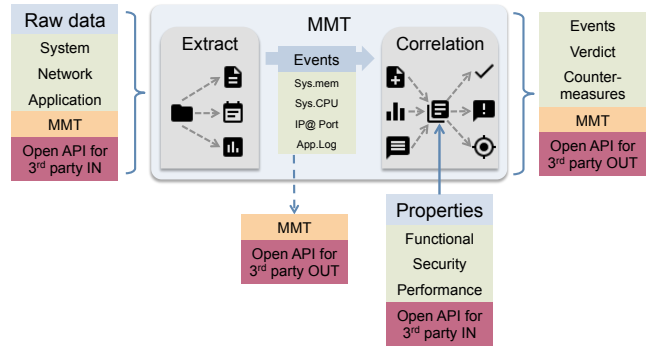 Raw data
System
Network
Application
MMT
Open API for
3rd party IN
MMT
Extract
Events
Sys.mem
Sys.CPU
IP@ Port
App.Log
Correlation
MMT
Open API for
3rd party OUT
Properties
Functional
Security
Performance
Open API for
3rd party IN
Events
Verdict
Counter-
measures
MMT
Open API for
3rd party OUT